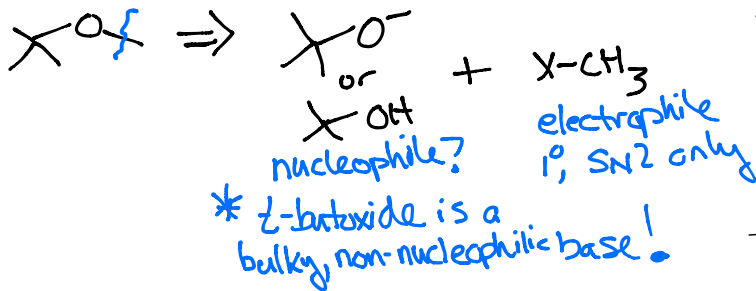 O ⇒ O⁻
or + X-CH₃
OH
electrophile
nucleophile? 1°, SN2 only
* t-butoxide is a
bulky, non-nucleophilic base!